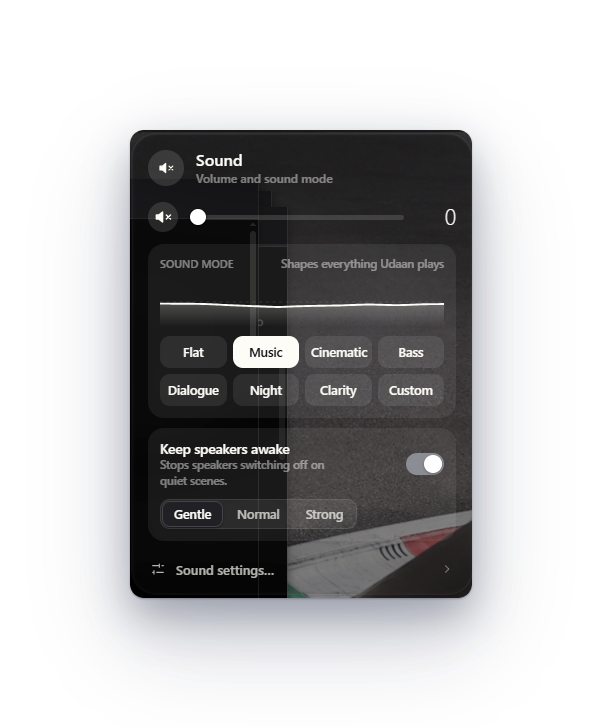 Sound
Volume and sound mode
0
SOUND MODE Shapes everything Udaan plays
Flat Music Cinematic Bass
Dialogue Night Clarity Custom
Keep speakers awake
Stops speakers switching off on
quiet scenes.
Gentle Normal Strong
Sound settings...